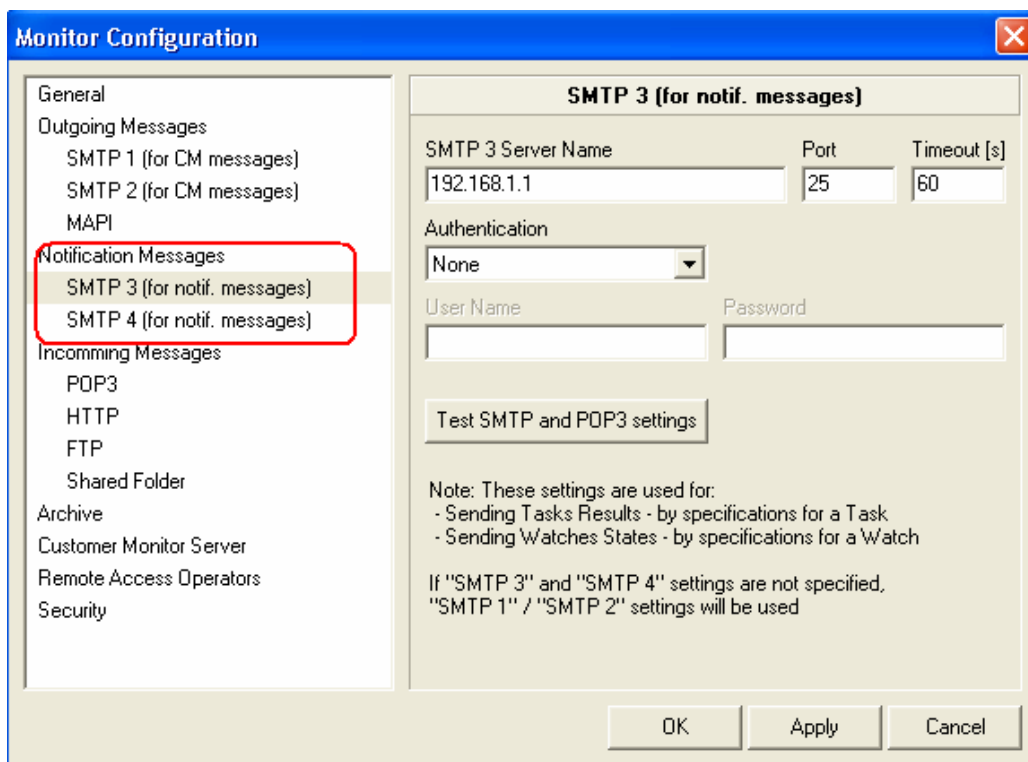 Monitor Configuration
General
Outgoing Messages
SMTP 1 (for CM messages)
SMTP 2 (for CM messages)
MAPI
Notification Messages
SMTP 3 (for notif. messages)
SMTP 4 (for notif. messages)
Incomming Messages
POP3
HTTP
FTP
Shared Folder
Archive
Customer Monitor Server
Remote Access Operators
Security
SMTP 3 (for notif. messages)
SMTP 3 Server Name Port Timeout [s]
192.168.1.1 25 60
Authentication
None
User Name Password
Test SMTP and POP3 settings
Note: These settings are used for:
- Sending Tasks Results - by specifications for a Task
- Sending Watches States - by specifications for a Watch
If "SMTP 3" and "SMTP 4" settings are not specified,
"SMTP 1" / "SMTP 2" settings will be used
OK Apply Cancel